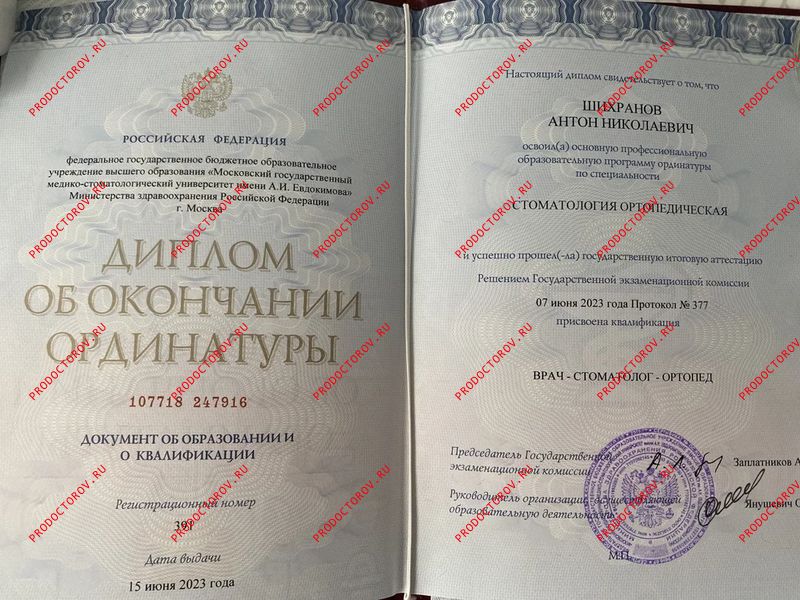 РОССИЙСКАЯ ФЕДЕРАЦИЯ
федеральное государственное бюджетное образовательное
учреждение высшего образования «Московский государственный
медико-стоматологический университет имени А.И. Евдокимова»
Министерства здравоохранения Российской Федерации
г. Москва
ДИПЛОМ
ОБ ОКОНЧАНИИ
ОРДИНАТУРЫ
107718 247916
ДОКУМЕНТ ОБ ОБРАЗОВАНИИ И
О КВАЛИФИКАЦИИ
Регистрационный номер
391
Дата выдачи
15 июня 2023 года
Настоящий диплом свидетельствует о том, что
ШИХРАНОВ
АНТОН НИКОЛАЕВИЧ
освоил(а) основную профессиональную
образовательную программу ординатуры
по специальности
СТОМАТОЛОГИЯ ОРТОПЕДИЧЕСКАЯ
и успешно прошел(-ла) государственную итоговую аттестацию
Решением Государственной экзаменационной комиссии
07 июня 2023 года Протокол № 377
присвоена квалификация
ВРАЧ - СТОМАТОЛОГ - ОРТОПЕД
Председатель Государственной
экзаменационной комиссии
Заплатников А
Руководитель организации, осуществляющей
образовательную деятельность
Янушевич О
М.П.
PRODOCTOROV.RU